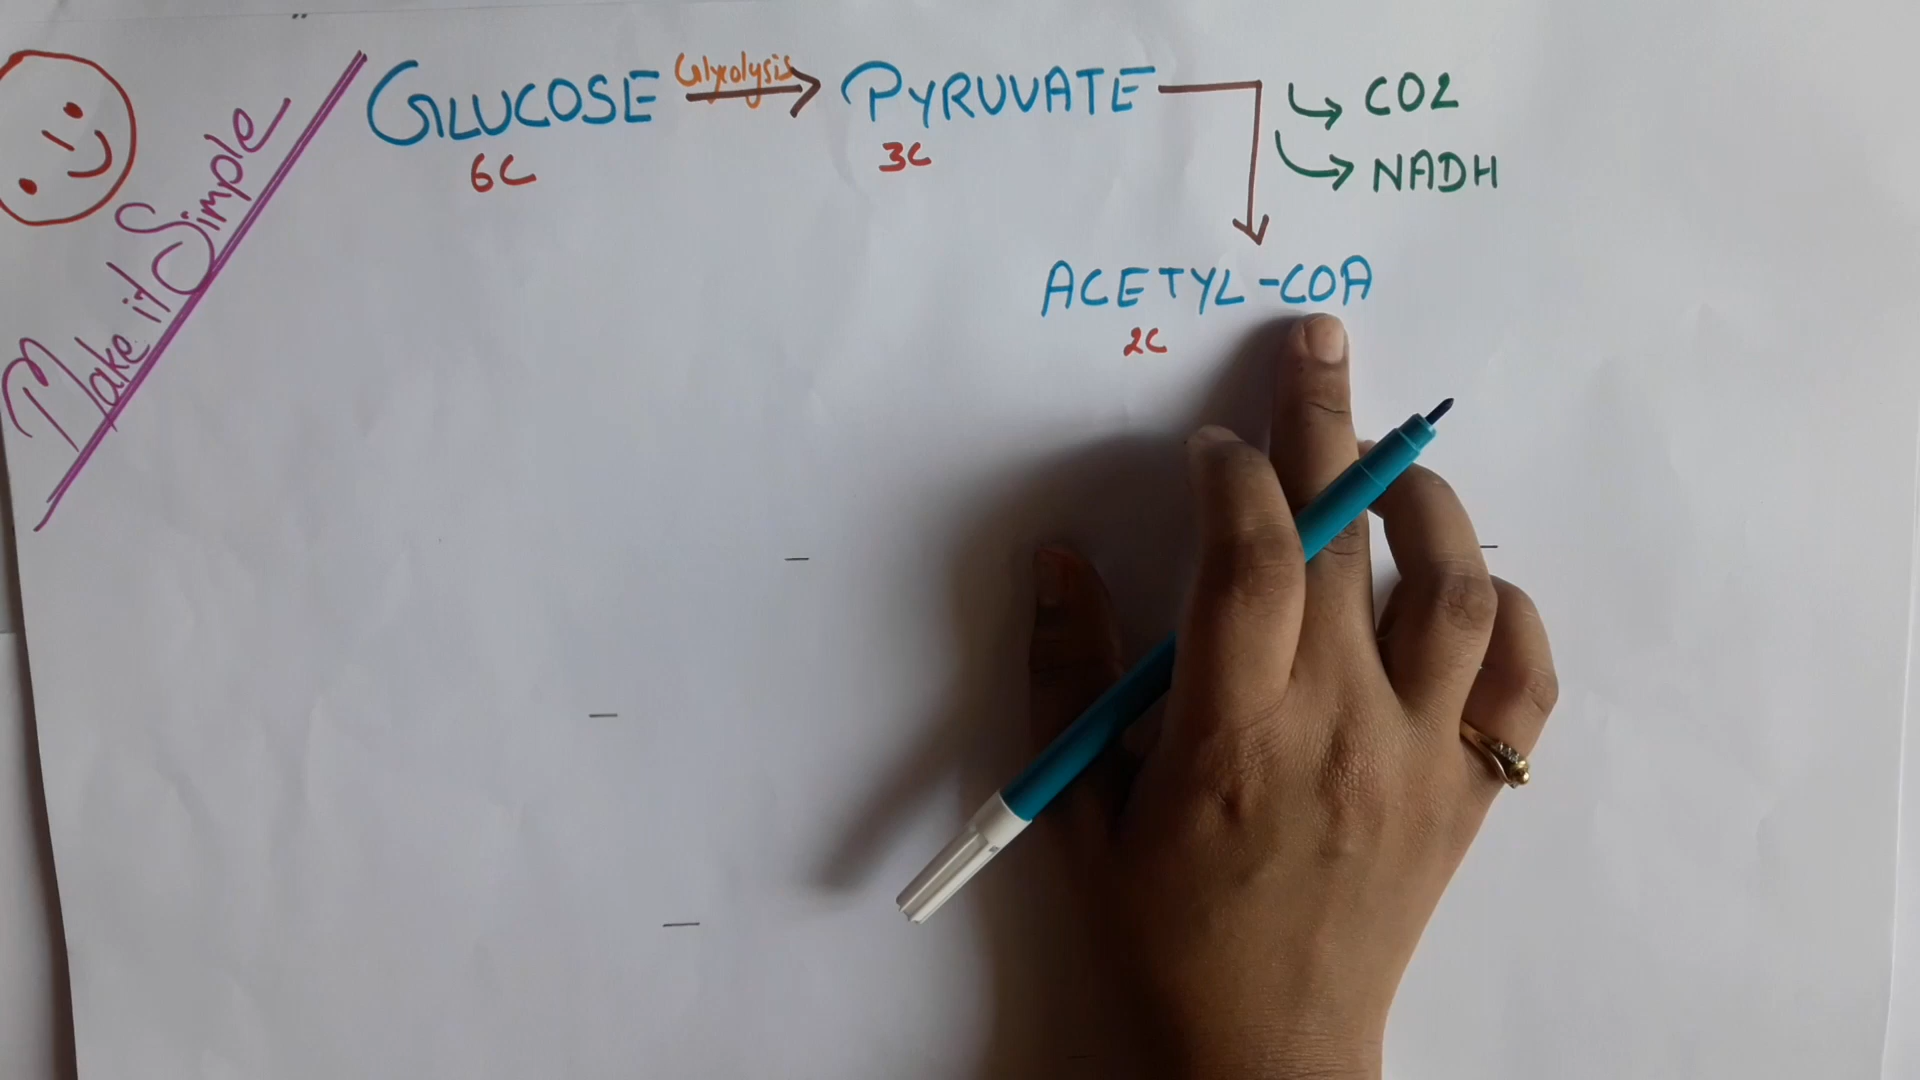 Make it Simple
GLUCOSE Glycolysis PYRUVATE CO2
6C 3C NADH
ACETYL-COA
2C